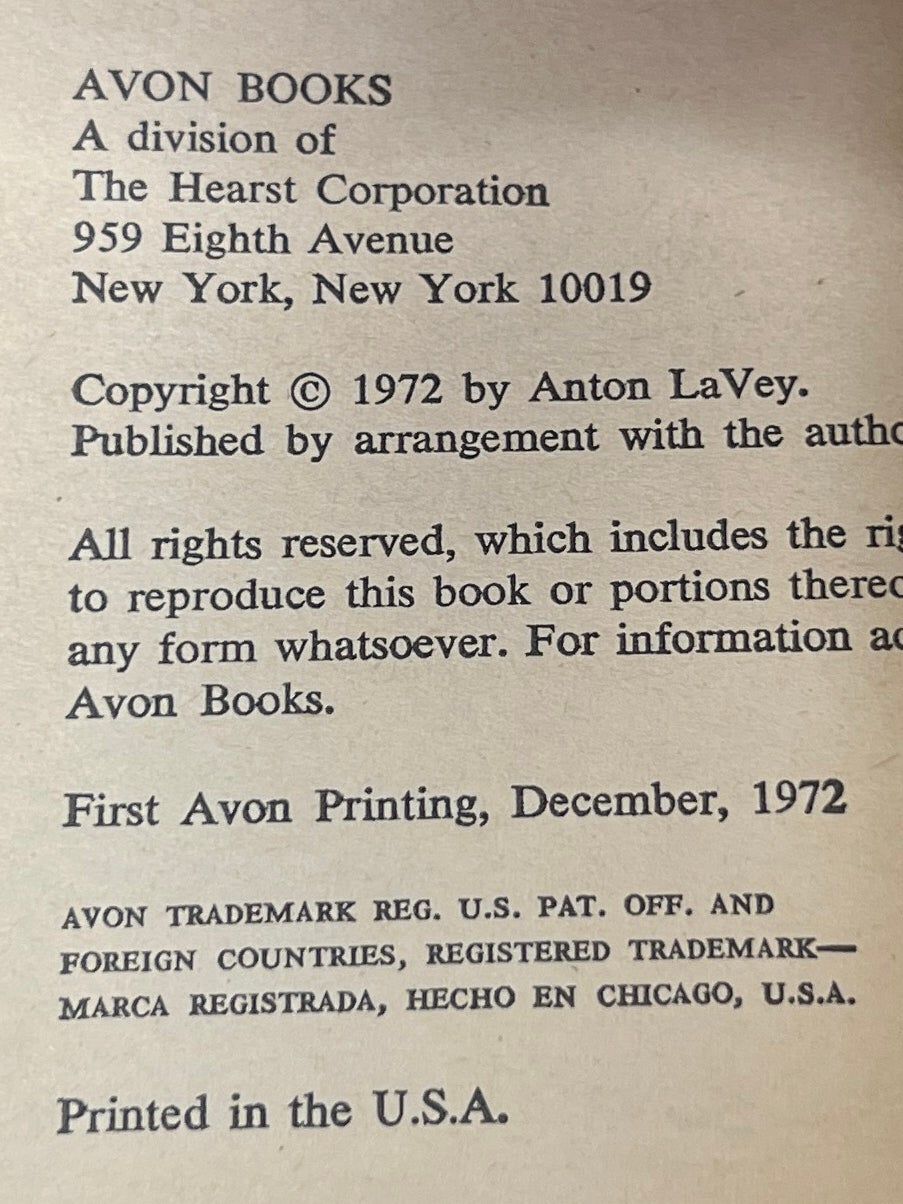 AVON BOOKS
A division of
The Hearst Corporation
959 Eighth Avenue
New York, New York 10019
Copyright © 1972 by Anton LaVey.
Published by arrangement with the
All rights reserved, which includes the
to reproduce this book or portions
any form whatsoever. For information
Avon Books.
First Avon Printing, December, 1972
AVON TRADEMARK REG. U.S. PAT. OFF. AND
FOREIGN COUNTRIES, REGISTERED TRADEMARK—
MARCA REGISTRADA, HECHO EN CHICAGO, U.S.A.
Printed in the U.S.A.